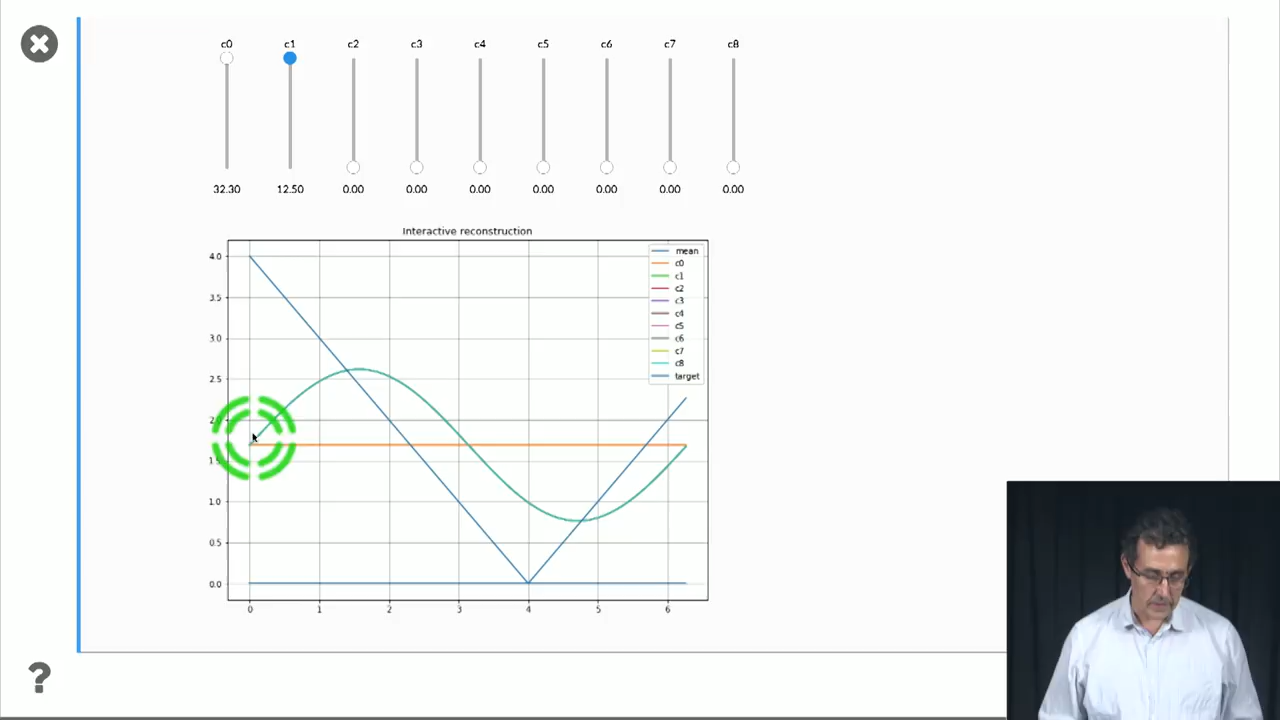 c0 c1 c2 c3 c4 c5 c6 c7 c8
32.30 12.50 0.00 0.00 0.00 0.00 0.00 0.00 0.00
Interactive reconstruction
mean
c0
c1
c2
c3
c4
c5
c6
c7
c8
target
4.0
3.5
3.0
2.5
2.0
1.5
1.0
0.5
0.0
0 1 2 3 4 5 6
?